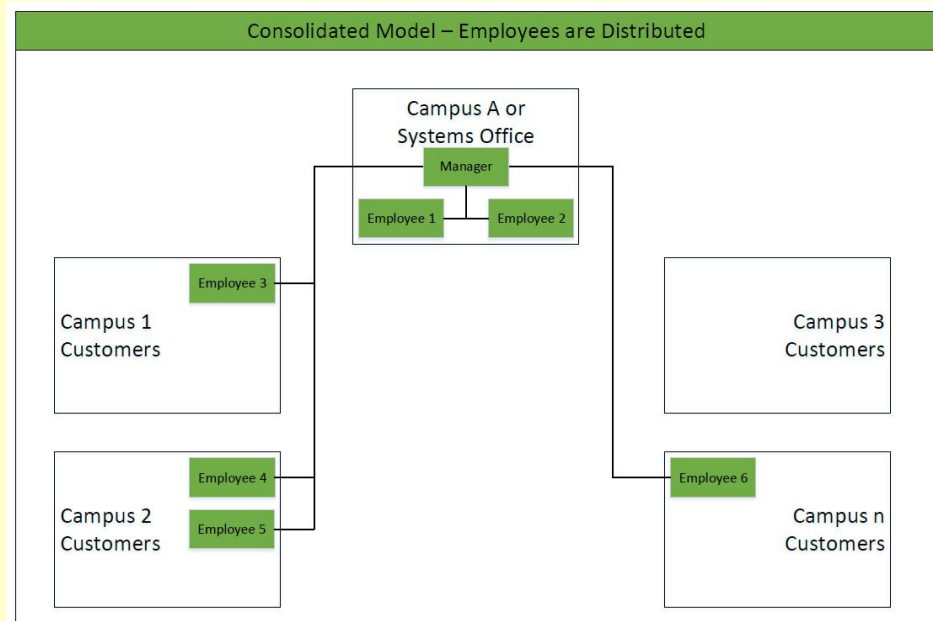 Consolidated Model – Employees are Distributed
Campus A or
Systems Office
Manager
Employee 1
Employee 2
Employee 3
Campus 1
Customers
Campus 3
Customers
Employee 4
Employee 5
Campus 2
Customers
Employee 6
Campus n
Customers